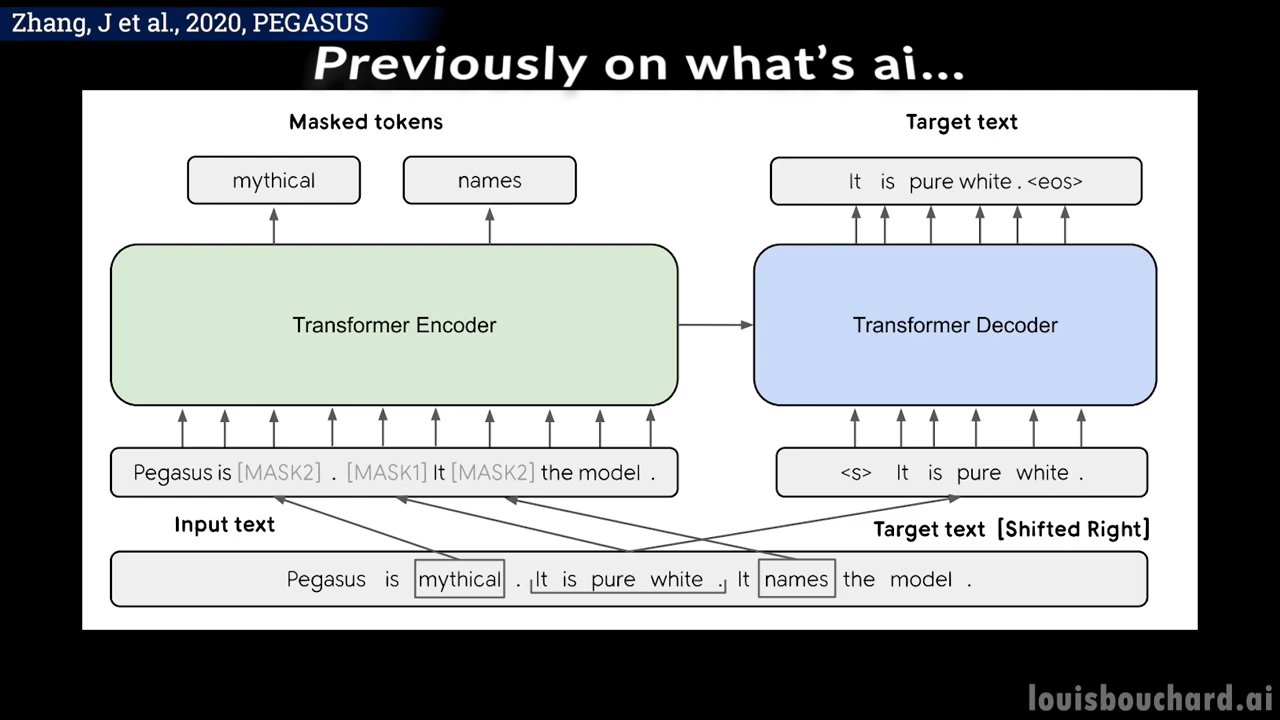 Zhang, J et al., 2020, PEGASUS
Previously on what's ai...
Masked tokens
Target text
mythical
names
It is pure white . <eos>
Transformer Encoder
Transformer Decoder
Pegasus is [MASK2] . [MASK1] It [MASK2] the model .
<s> It is pure white .
Input text
Target text [Shifted Right]
Pegasus is mythical . It is pure white . It names the model .
louisbouchard.ai